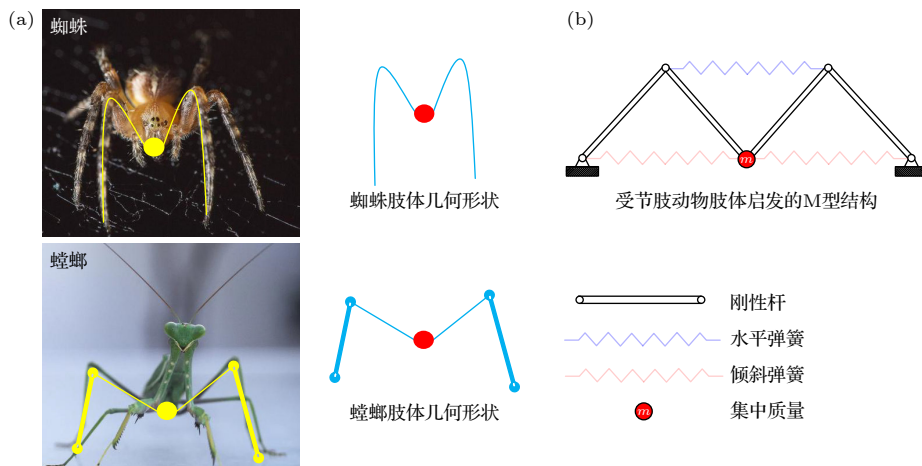 (a)
蜘蛛
蜘蛛肢体几何形状
螳螂
螳螂肢体几何形状
(b)
m
受节肢动物肢体启发的M型结构
刚性杆
水平弹簧
倾斜弹簧
m
集中质量